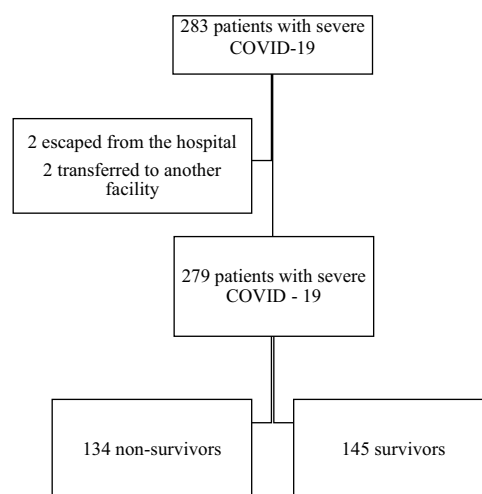 283 patients with severe
COVID-19
2 escaped from the hospital
2 transferred to another
facility
279 patients with severe
COVID - 19
134 non-survivors
145 survivors